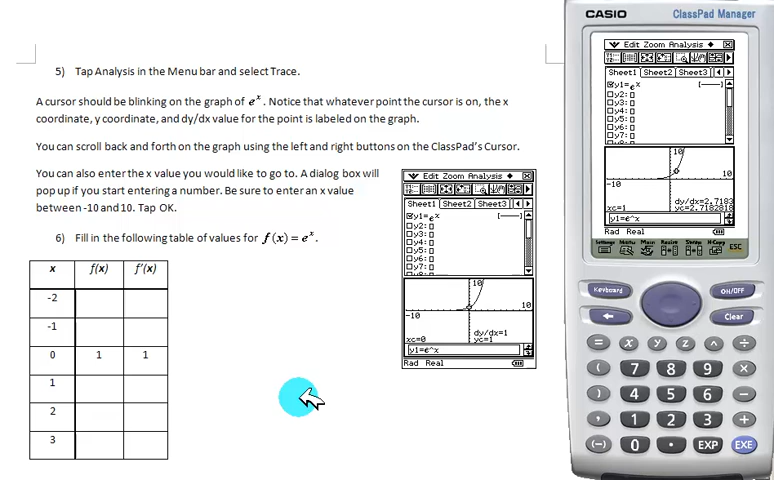 5) Tap Analysis in the Menu bar and select Trace.
A cursor should be blinking on the graph of e^x. Notice that whatever point the cursor is on, the x
coordinate, y coordinate, and dy/dx value for the point is labeled on the graph.
You can scroll back and forth on the graph using the left and right buttons on the ClassPad's Cursor.
You can also enter the x value you would like to go to. A dialog box will
pop up if you start entering a number. Be sure to enter an x value
between -10 and 10. Tap OK.
6) Fill in the following table of values for f(x) = e^x.
x f(x) f'(x)
-2
-1
0 1 1
1
2
3
Edit Zoom Analysis
Sheet1 Sheet2 Sheet3
y1=e^x
y2:
y3:
y4:
y5:
y6:
y7:
10
-10 10
dy/dx=1
xc=0 yc=1
y1=e^x
Rad Real
CASIO ClassPad Manager
Edit Zoom Analysis
Sheet1 Sheet2 Sheet3
y1=e^x
y2:
y3:
y4:
y5:
y6:
y7:
10
-10 10
dy/dx=2.7183
xc=1 yc=2.7182818
y1=e^x
Rad Real
Settings Menu Main Resize Swap H-Copy ESC
Keyboard ON/OFF
Clear
= x y z ^ ÷
( 7 8 9 ×
) 4 5 6 −
, 1 2 3 +
(−) 0 . EXP EXE